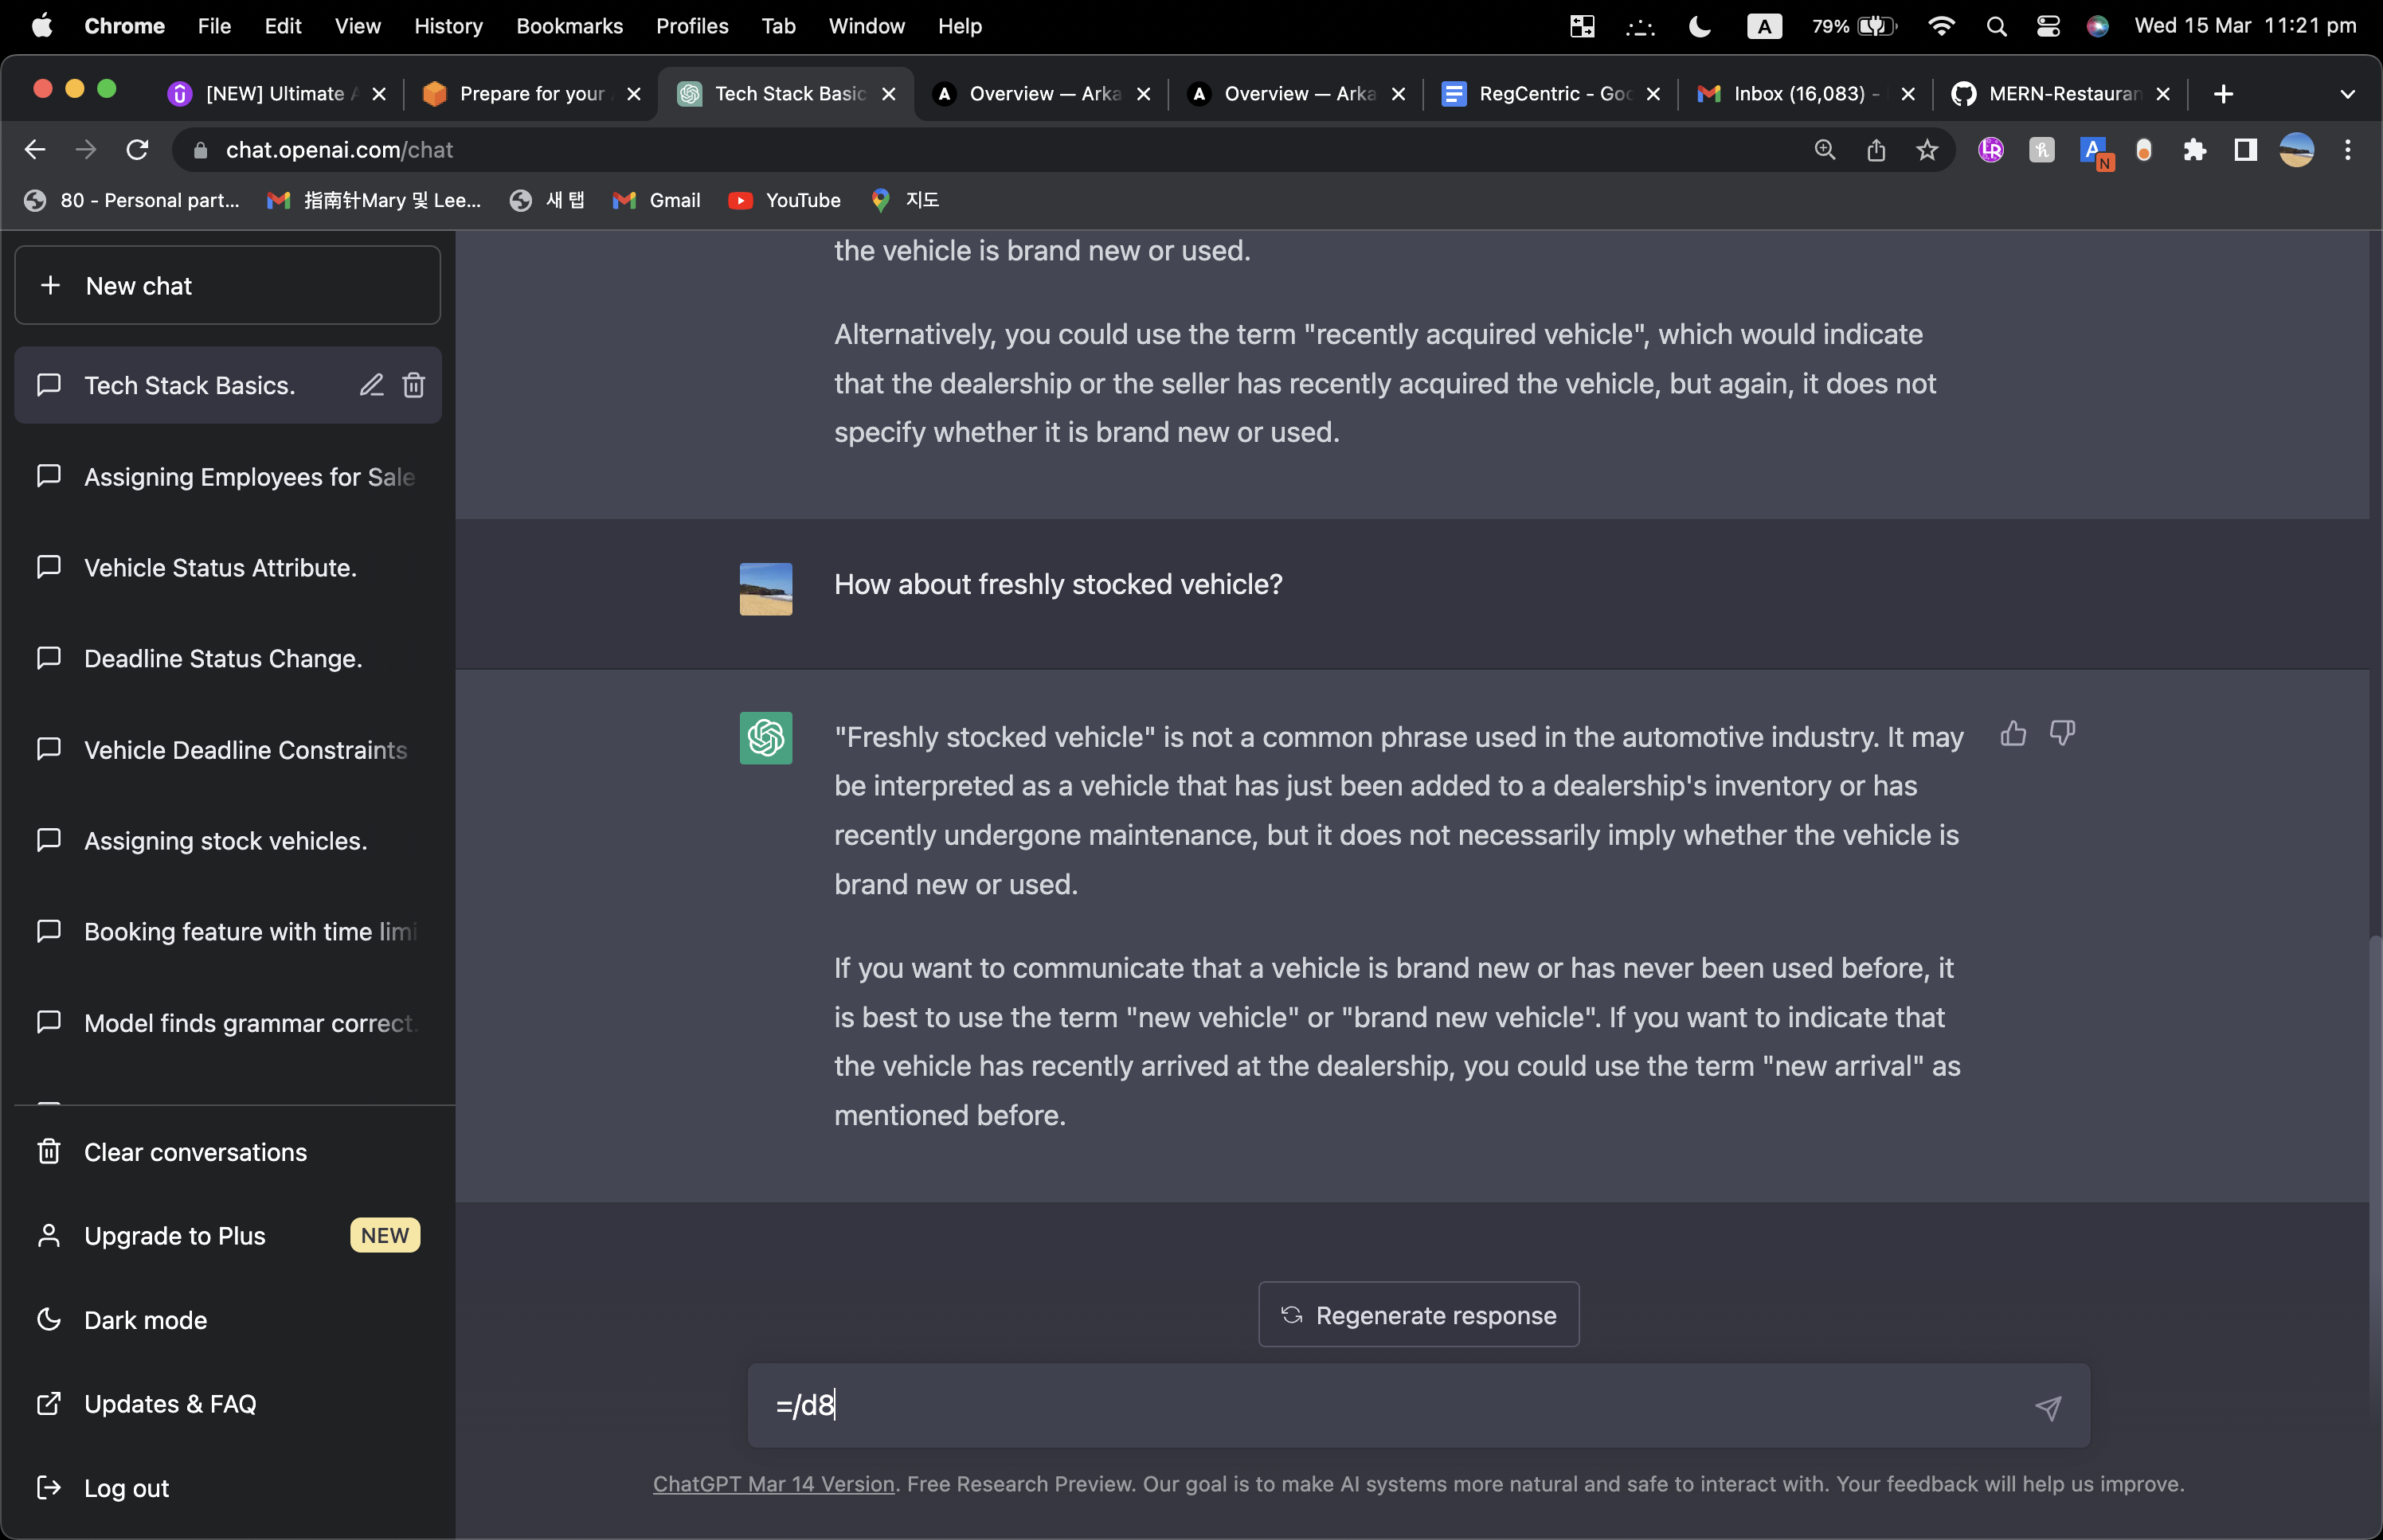 Chrome File Edit View History Bookmarks Profiles Tab Window Help A 79% Wed 15 Mar 11:21 pm
[NEW] Ultimate Prepare for your Tech Stack Basic Overview — Arka Overview — Arka RegCentric - Goo Inbox (16,083) - MERN-Restauran
chat.openai.com/chat
80 - Personal part... 指南针Mary 및 Lee... 새 탭 Gmail YouTube 지도
New chat
Tech Stack Basics.
Assigning Employees for Sale
Vehicle Status Attribute.
Deadline Status Change.
Vehicle Deadline Constraints
Assigning stock vehicles.
Booking feature with time limi
Model finds grammar correct.
Clear conversations
Upgrade to Plus NEW
Dark mode
Updates & FAQ
Log out
the vehicle is brand new or used.
Alternatively, you could use the term "recently acquired vehicle", which would indicate
that the dealership or the seller has recently acquired the vehicle, but again, it does not
specify whether it is brand new or used.
How about freshly stocked vehicle?
"Freshly stocked vehicle" is not a common phrase used in the automotive industry. It may
be interpreted as a vehicle that has just been added to a dealership's inventory or has
recently undergone maintenance, but it does not necessarily imply whether the vehicle is
brand new or used.
If you want to communicate that a vehicle is brand new or has never been used before, it
is best to use the term "new vehicle" or "brand new vehicle". If you want to indicate that
the vehicle has recently arrived at the dealership, you could use the term "new arrival" as
mentioned before.
Regenerate response
=/d8
ChatGPT Mar 14 Version. Free Research Preview. Our goal is to make AI systems more natural and safe to interact with. Your feedback will help us improve.